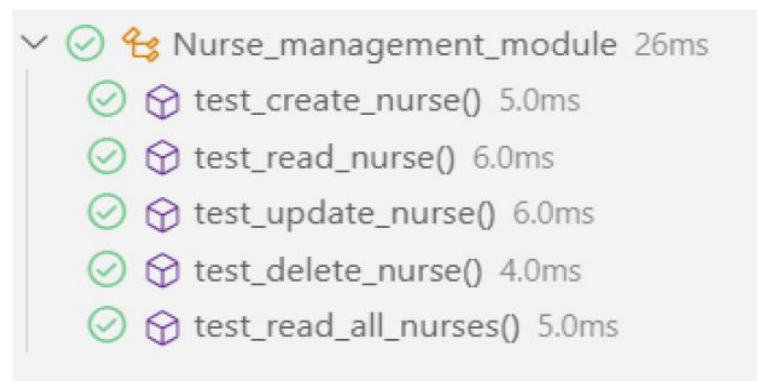 Nurse_management_module 26ms
test_create_nurse() 5.0ms
test_read_nurse() 6.0ms
test_update_nurse() 6.0ms
test_delete_nurse() 4.0ms
test_read_all_nurses() 5.0ms